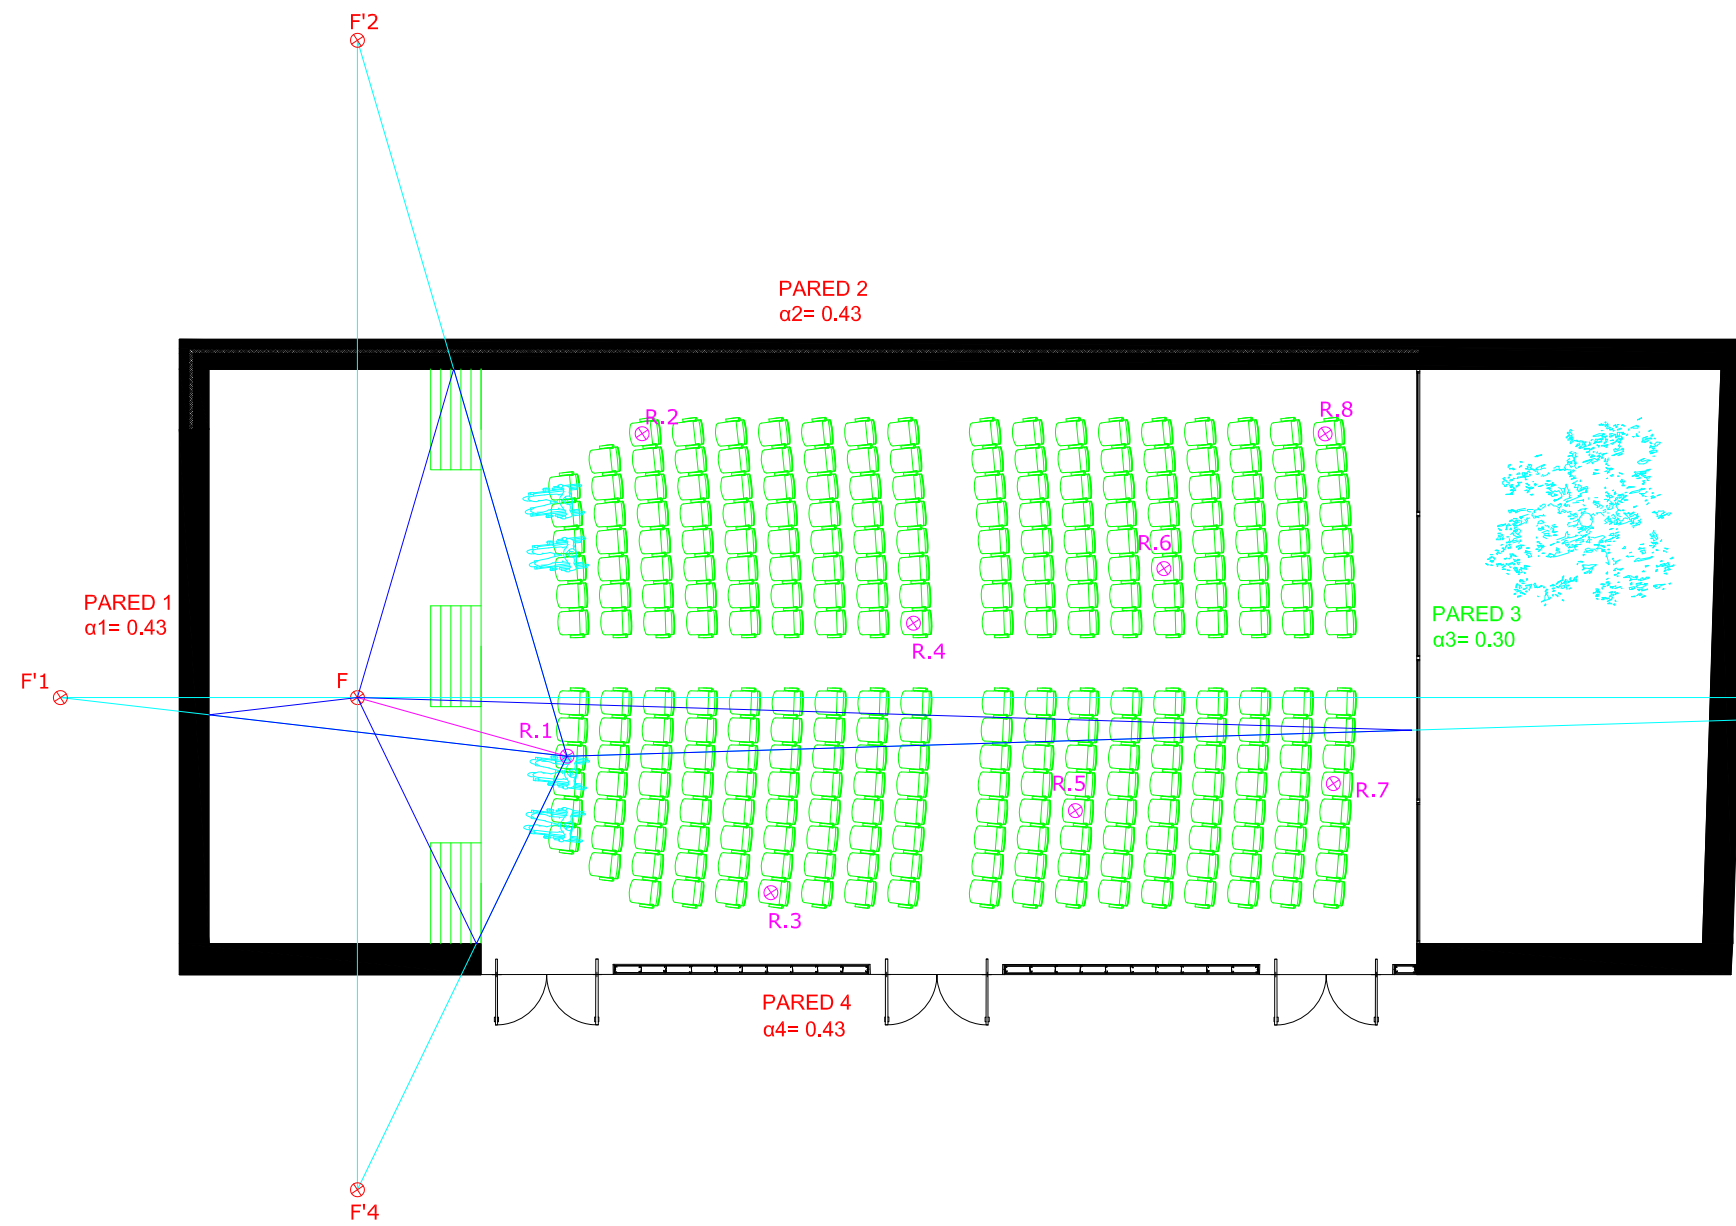 F'2
PARED 2
α2= 0.43
R.2
R.8
R.6
PARED 1
α1= 0.43
PARED 3
α3= 0.30
R.4
F'1
F
R.1
R.5
R.7
R.3
PARED 4
α4= 0.43
F'4